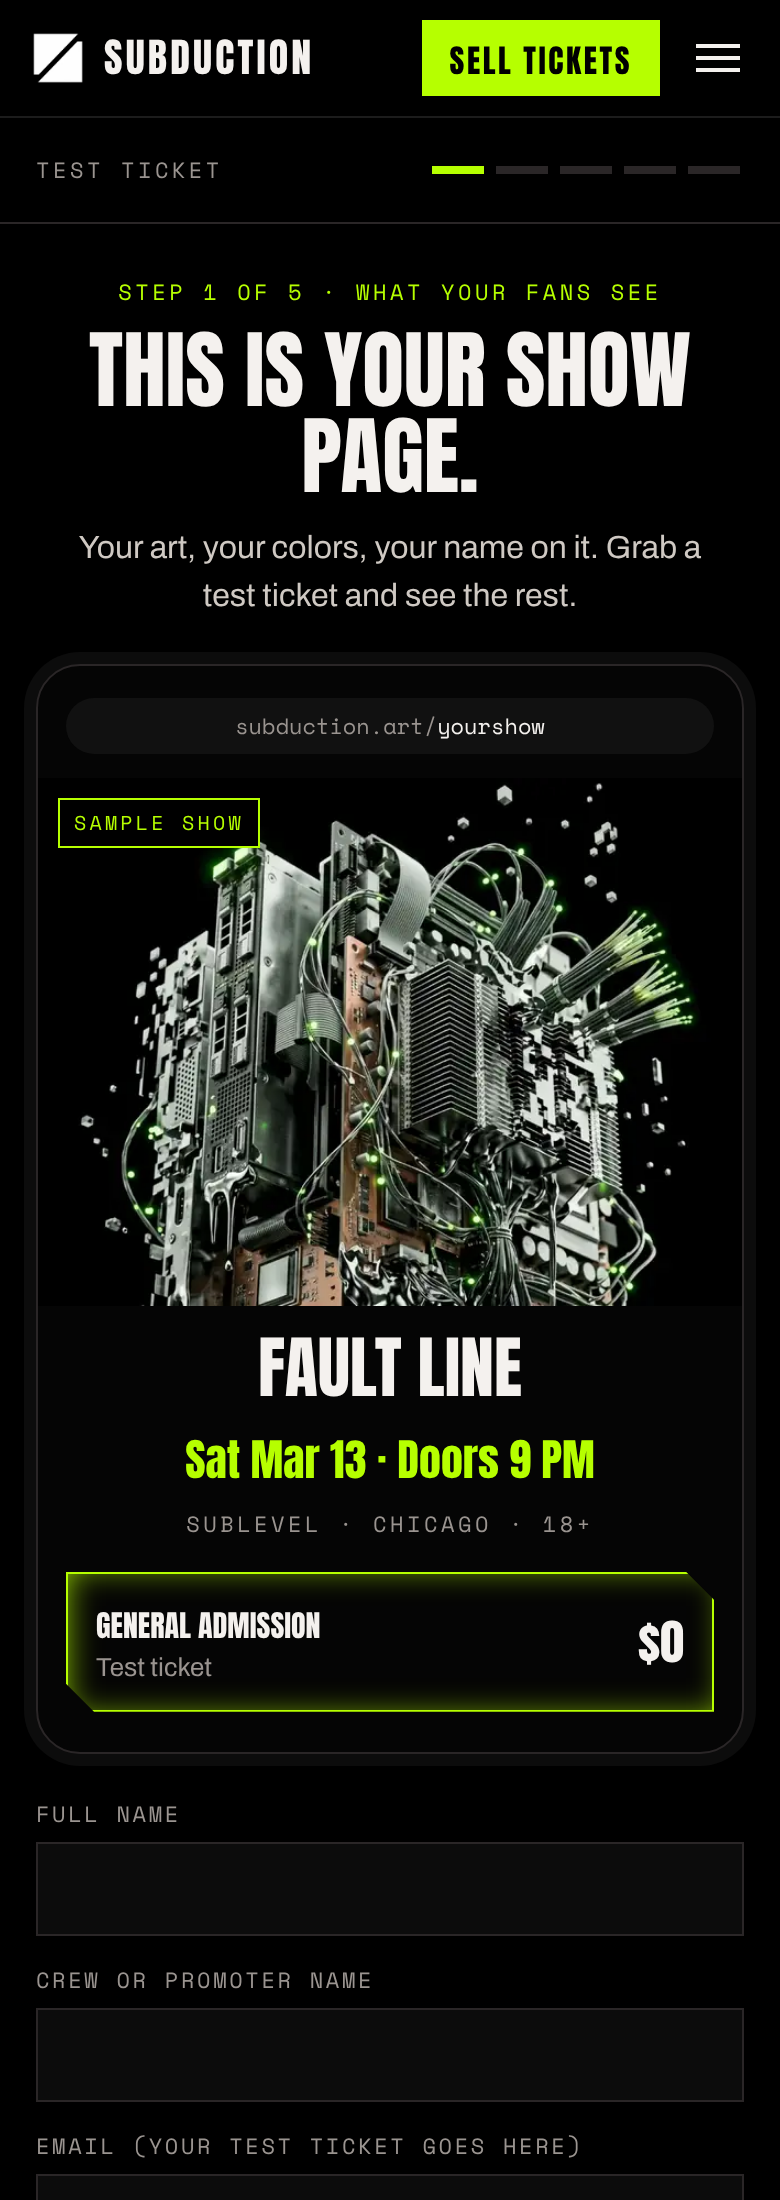 SUBDUCTION
SELL TICKETS
TEST TICKET
STEP 1 OF 5 · WHAT YOUR FANS SEE
THIS IS YOUR SHOW
PAGE.
Your art, your colors, your name on it. Grab a
test ticket and see the rest.
subduction.art/yourshow
SAMPLE SHOW
FAULT LINE
Sat Mar 13 · Doors 9 PM
SUBLEVEL · CHICAGO · 18+
GENERAL ADMISSION
$0
Test ticket
FULL NAME
CREW OR PROMOTER NAME
EMAIL (YOUR TEST TICKET GOES HERE)